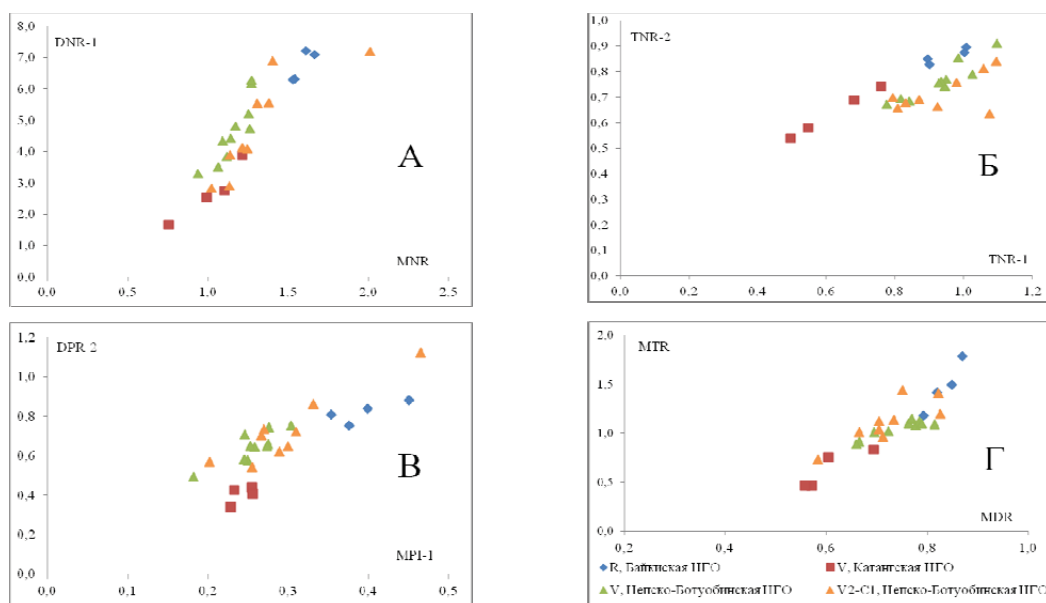 DNR-1
8,0
7,0
6,0
5,0
4,0
3,0
2,0
1,0
0,0
А
MNR
0,0 0,5 1,0 1,5 2,0 2,5
TNR-2
1,0
0,9
0,8
0,7
0,6
0,5
0,4
0,3
0,2
0,1
0,0
Б
TNR-1
0,0 0,2 0,4 0,6 0,8 1,0 1.2
DPR-2
1.2
1,0
0,8
0,6
0,4
0,2
0,0
В
MPI-1
0,0 0,1 0,2 0,3 0,4 0,5
MTR
2,0
1,5
1,0
0,5
0,0
Г
MDR
0,2 0,4 0,6 0,8 1,0
R, Байкитская НГО
V, Катангская НГО
V, Непско-Ботуобинская НГО
V2-C1, Непско-Ботуобинская НГО